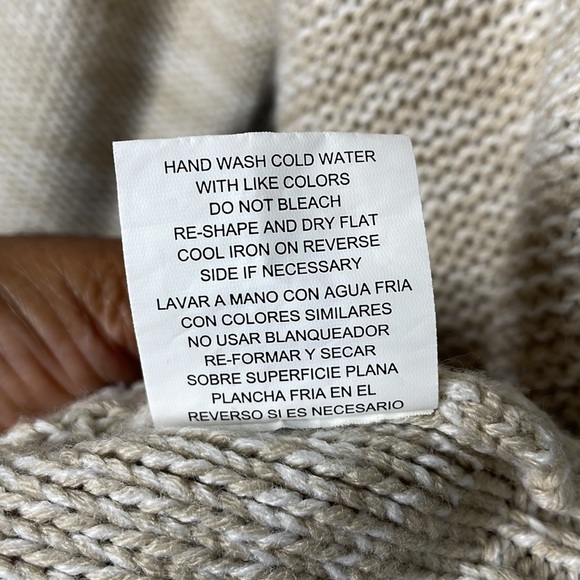 HAND WASH COLD WATER
WITH LIKE COLORS
DO NOT BLEACH
RE-SHAPE AND DRY FLAT
COOL IRON ON REVERSE
SIDE IF NECESSARY
LAVAR A MANO CON AGUA FRIA
CON COLORES SIMILARES
NO USAR BLANQUEADOR
RE-FORMAR Y SECAR
SOBRE SUPERFICIE PLANA
PLANCHA FRIA EN EL
REVERSO SI ES NECESARIO